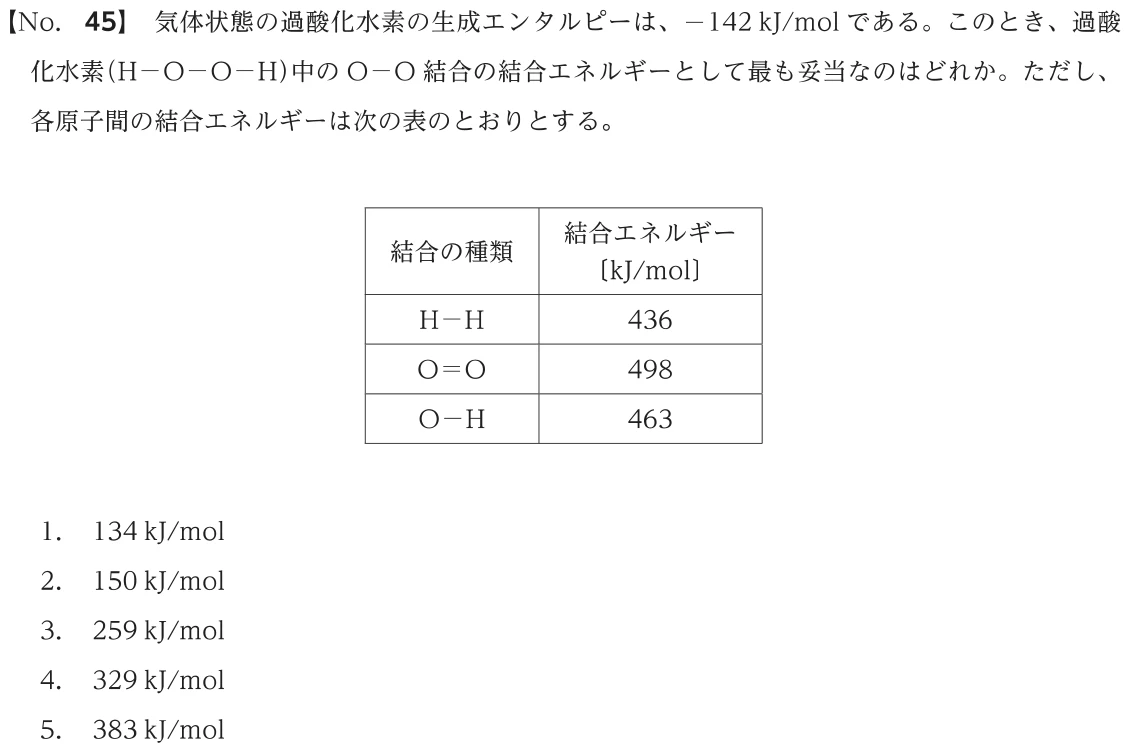 【No. 45】 気体状態の過酸化水素の生成エンタルピーは、－142 kJ/mol である。このとき、過酸
化水素(H－O－O－H)中の O－O 結合の結合エネルギーとして最も妥当なのはどれか。ただし、
各原子間の結合エネルギーは次の表のとおりとする。
結合の種類 結合エネルギー
〔kJ/mol〕
H－H 436
O＝O 498
O－H 463
1. 134 kJ/mol
2. 150 kJ/mol
3. 259 kJ/mol
4. 329 kJ/mol
5. 383 kJ/mol